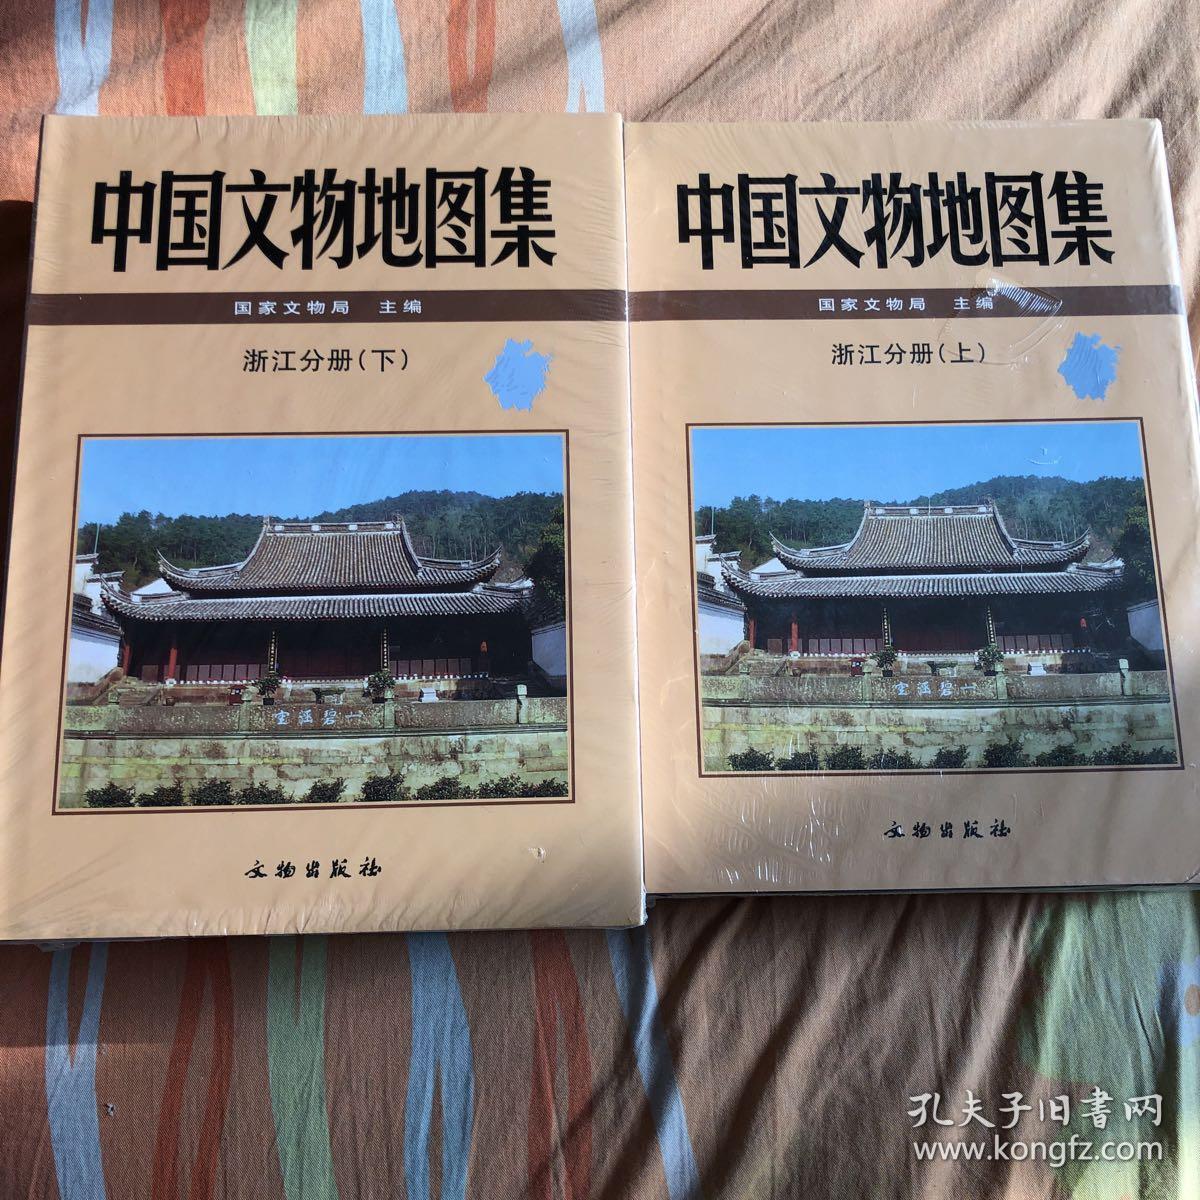 中国文物地图集
国家文物局 主编
浙江分册(下)
文物出版社
中国文物地图集
国家文物局 主编
浙江分册(上)
文物出版社
孔夫子旧書网
www.kongfz.com